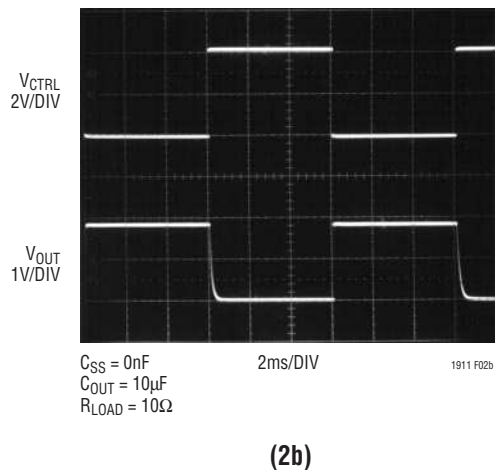 VCTRL
2V/DIV
VOUT
1V/DIV
CSS = 0nF
COUT = 10µF
RLOAD = 10Ω
2ms/DIV
1911 F02b
(2b)